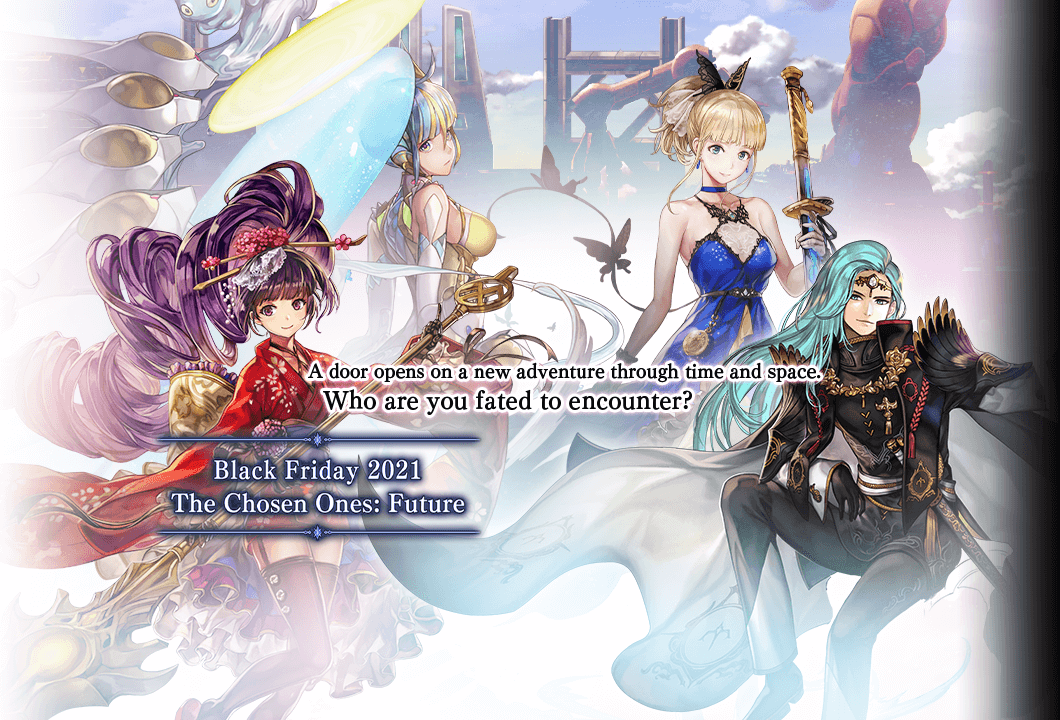 A door opens on a new adventure through time and space.
Who are you fated to encounter?
Black Friday 2021
The Chosen Ones: Future